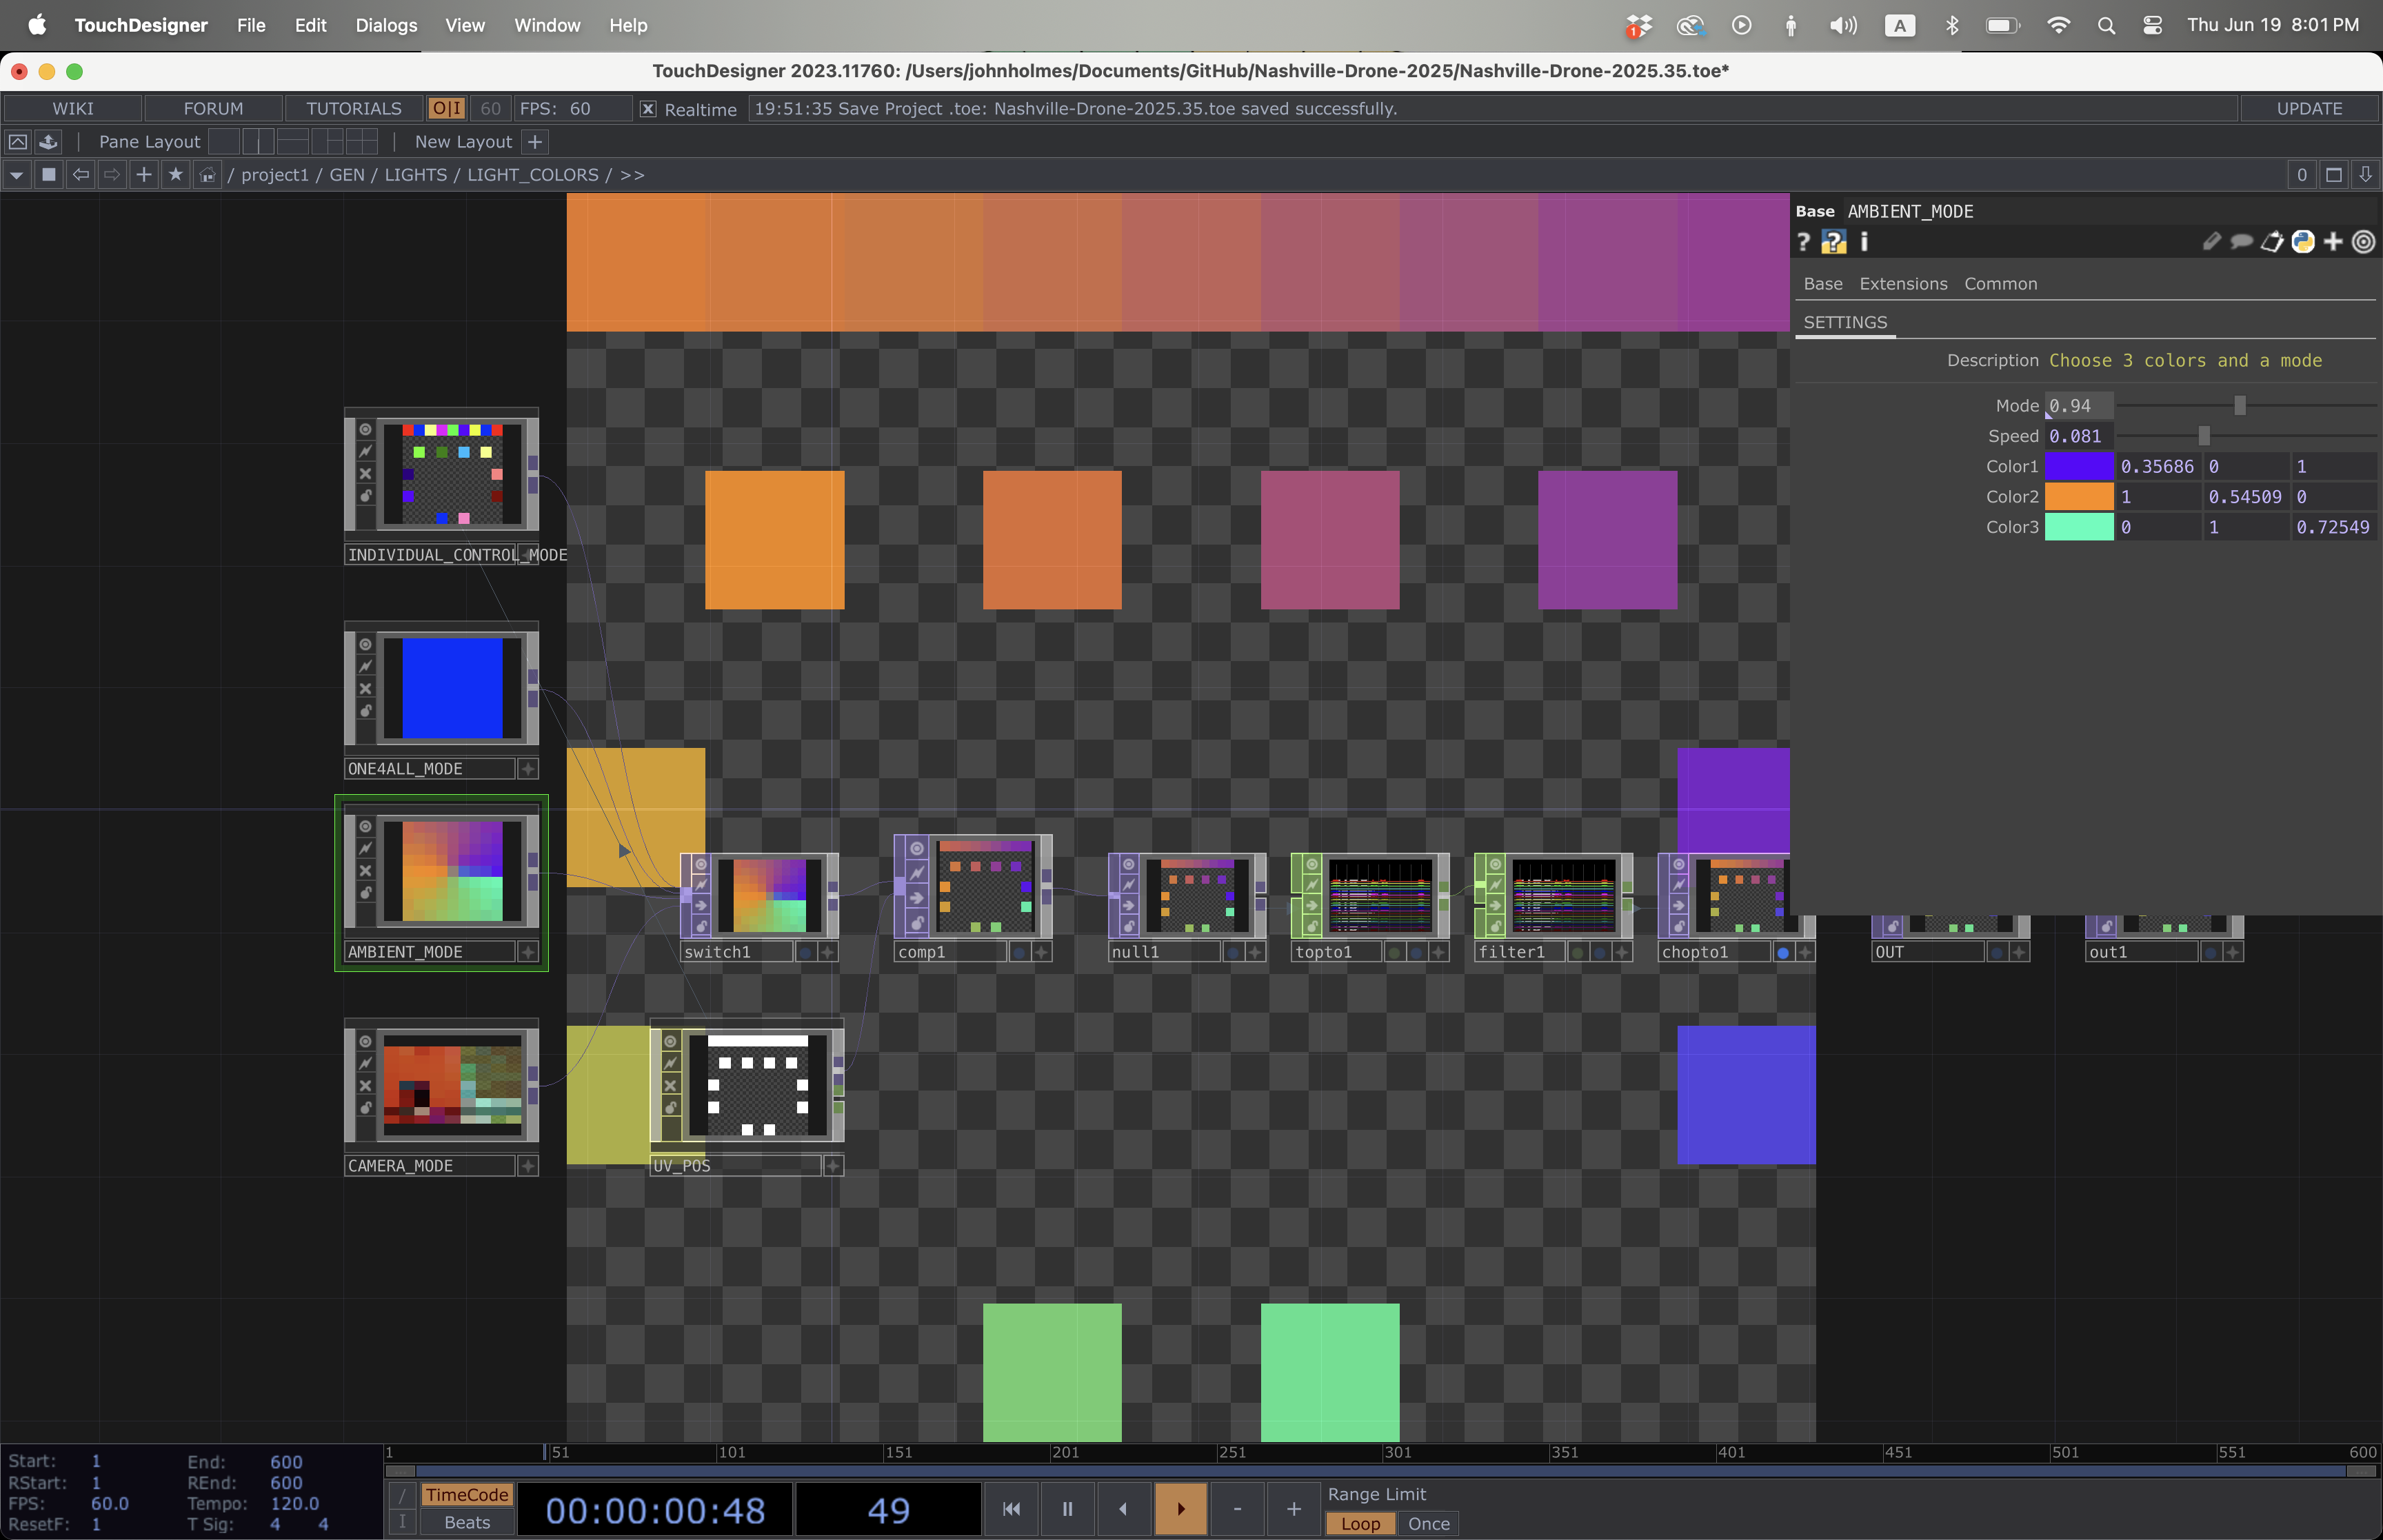 TouchDesigner File Edit Dialogs View Window Help
1 A Thu Jun 19 8:01 PM
TouchDesigner 2023.11760: /Users/johnholmes/Documents/GitHub/Nashville-Drone-2025/Nashville-Drone-2025.35.toe*
WIKI FORUM TUTORIALS O|I 60 FPS: 60 Realtime 19:51:35 Save Project .toe: Nashville-Drone-2025.35.toe saved successfully. UPDATE
Pane Layout New Layout +
/ project1 / GEN / LIGHTS / LIGHT_COLORS / >> 0
Base AMBIENT_MODE
? ? i
Base Extensions Common
SETTINGS
Description Choose 3 colors and a mode
Mode 0.94
Speed 0.081
Color1 0.35686 0 1
Color2 1 0.54509 0
Color3 0 1 0.72549
INDIVIDUAL_CONTROL_MODE
ONE4ALL_MODE
AMBIENT_MODE
switch1 comp1 null1 topto1 filter1 chopto1 OUT out1
CAMERA_MODE
UV_POS
1 51 101 151 201 251 301 351 401 451 501 551 600
Start: 1 End: 600
RStart: 1 REnd: 600
FPS: 60.0 Tempo: 120.0
ResetF: 1 T Sig: 4 4
/ TimeCode
I Beats
00:00:00:48 49
- +
Range Limit
Loop Once